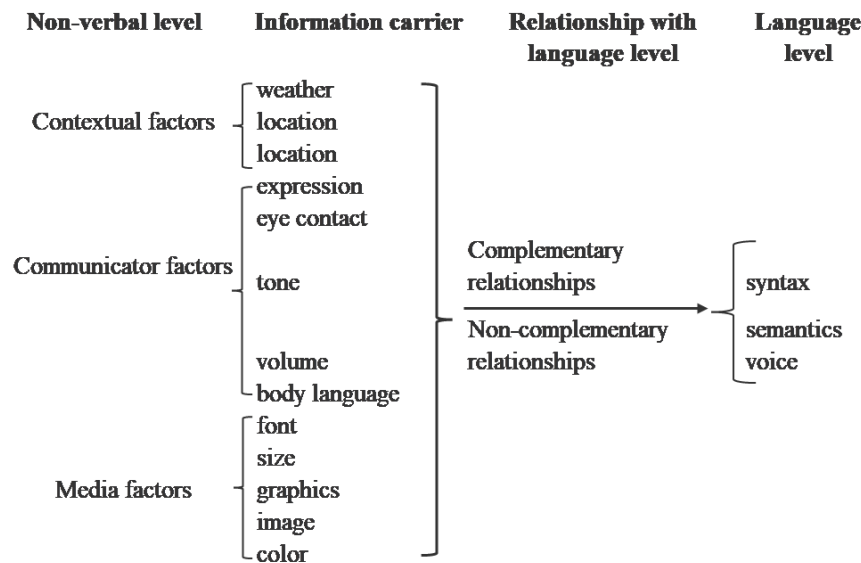 Non-verbal level
Information carrier
Relationship with
language level
Language
level
Contextual factors
weather
location
location
Communicator factors
expression
eye contact
tone
volume
body language
Media factors
font
size
graphics
image
color
Complementary
relationships
Non-complementary
relationships
syntax
semantics
voice